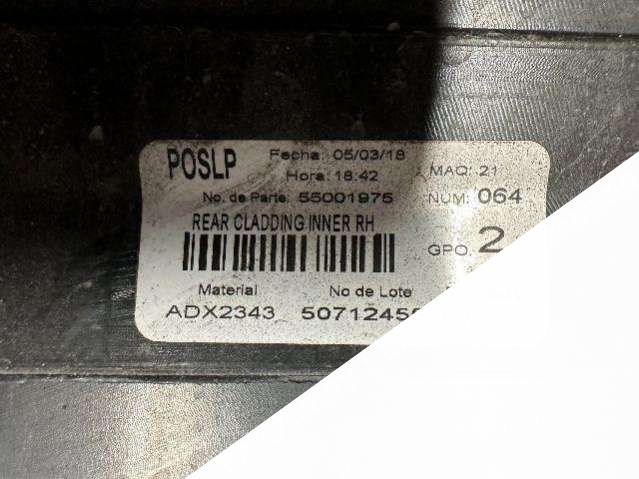 POSLP Fecha: 05/03/18 MAQ: 21
Hora: 18:42
No. de Parte: 55001975 NUM: 064
REAR CLADDING INNER RH
GPO. 2
Material No de Lote
ADX2343